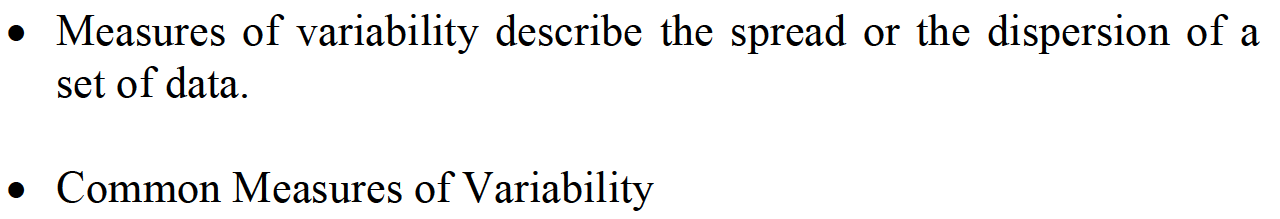 • Measures of variability describe the spread or the dispersion of a
set of data.
• Common Measures of Variability